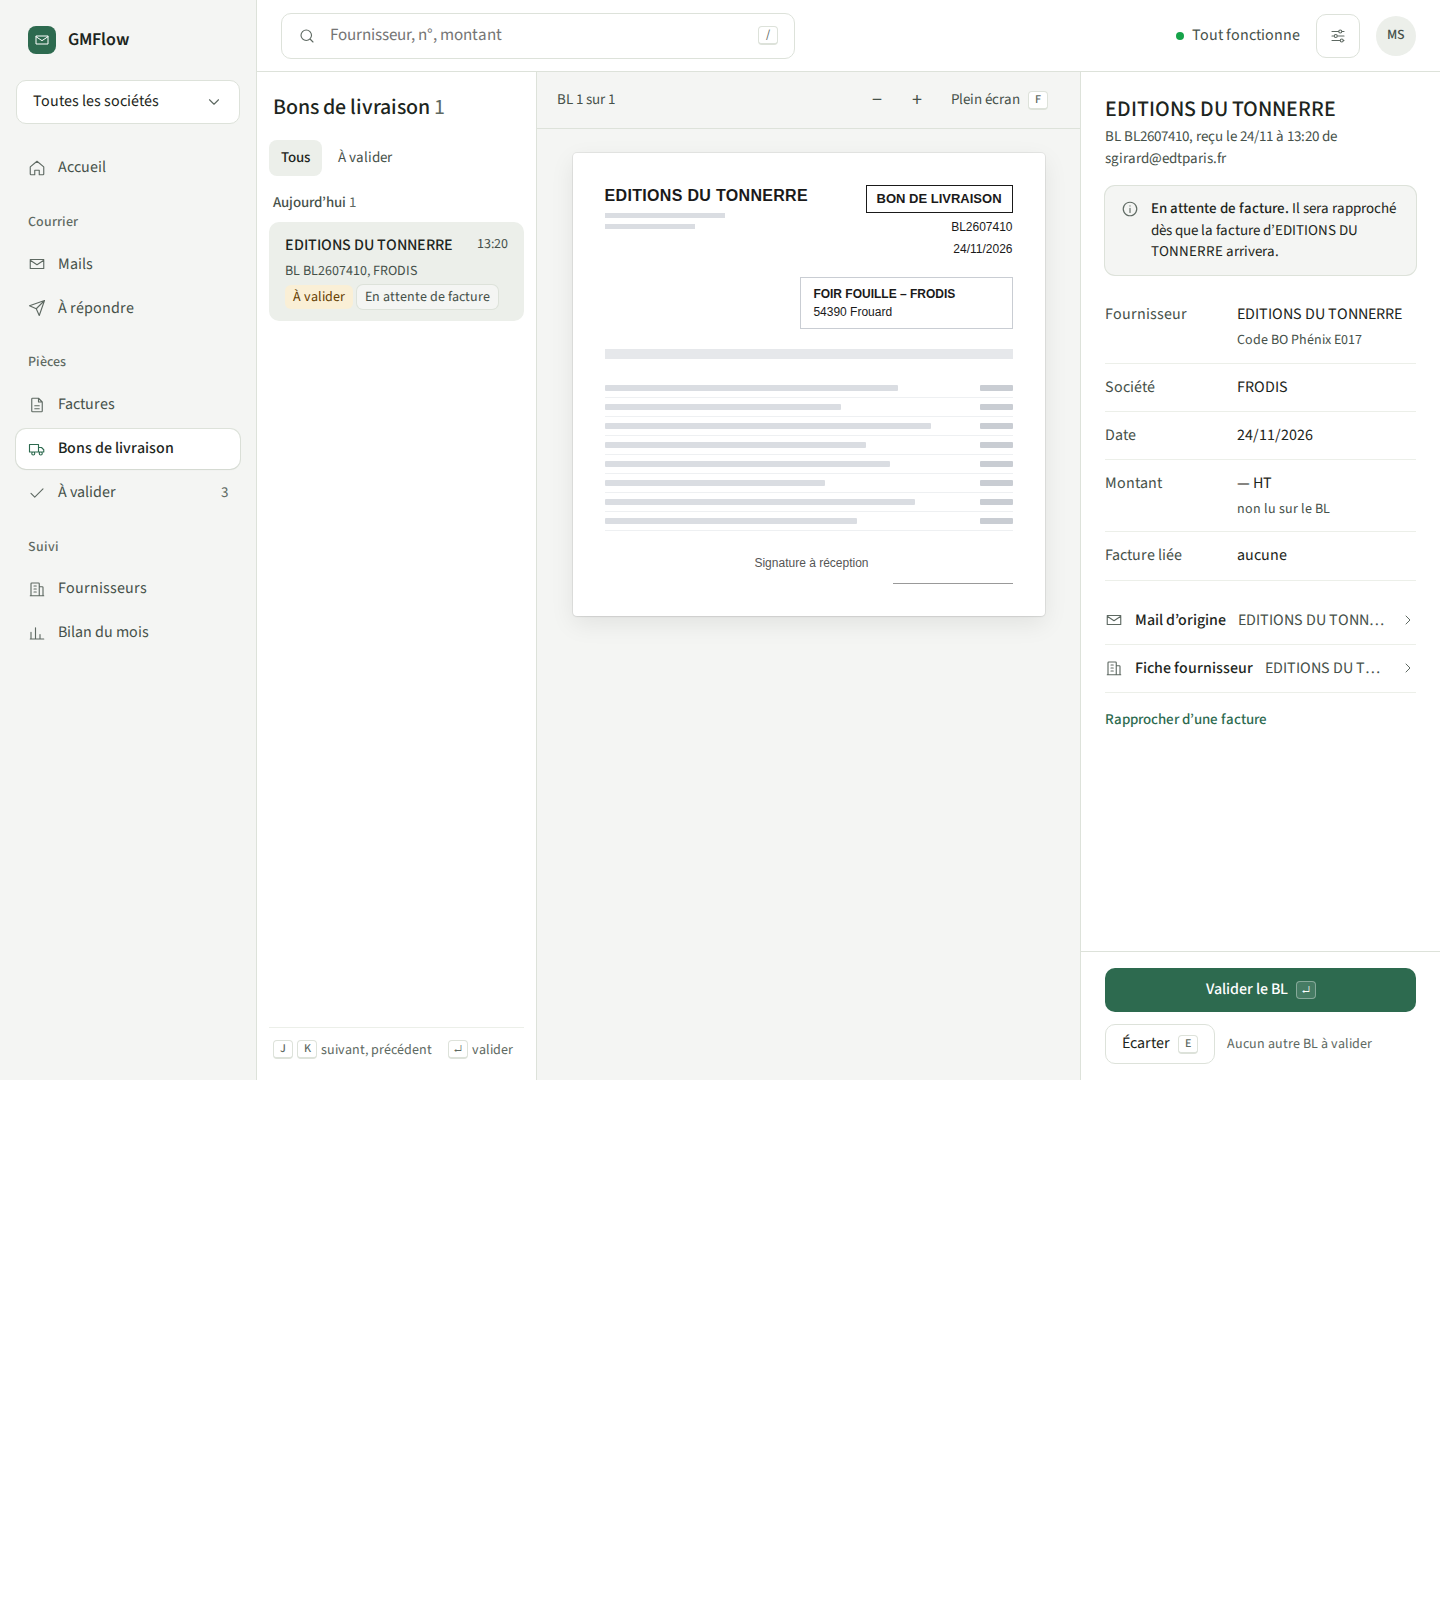 GMFlow
Toutes les sociétés
Accueil
Courrier
Mails
À répondre
Pièces
Factures
Bons de livraison
À valider 3
Suivi
Fournisseurs
Bilan du mois
Fournisseur, n°, montant /
Tout fonctionne
MS
Bons de livraison 1
Tous À valider
Aujourd’hui 1
EDITIONS DU TONNERRE 13:20
BL BL2607410, FRODIS
À valider En attente de facture
J K suivant, précédent ↵ valider
BL 1 sur 1
− + Plein écran F
EDITIONS DU TONNERRE
BON DE LIVRAISON
BL2607410
24/11/2026
FOIR FOUILLE – FRODIS
54390 Frouard
Signature à réception
EDITIONS DU TONNERRE
BL BL2607410, reçu le 24/11 à 13:20 de
sgirard@edtparis.fr
En attente de facture. Il sera rapproché
dès que la facture d’EDITIONS DU
TONNERRE arrivera.
Fournisseur EDITIONS DU TONNERRE
Code BO Phénix E017
Société FRODIS
Date 24/11/2026
Montant — HT
non lu sur le BL
Facture liée aucune
Mail d’origine EDITIONS DU TONN…
Fiche fournisseur EDITIONS DU T…
Rapprocher d’une facture
Valider le BL ↵
Écarter E Aucun autre BL à valider